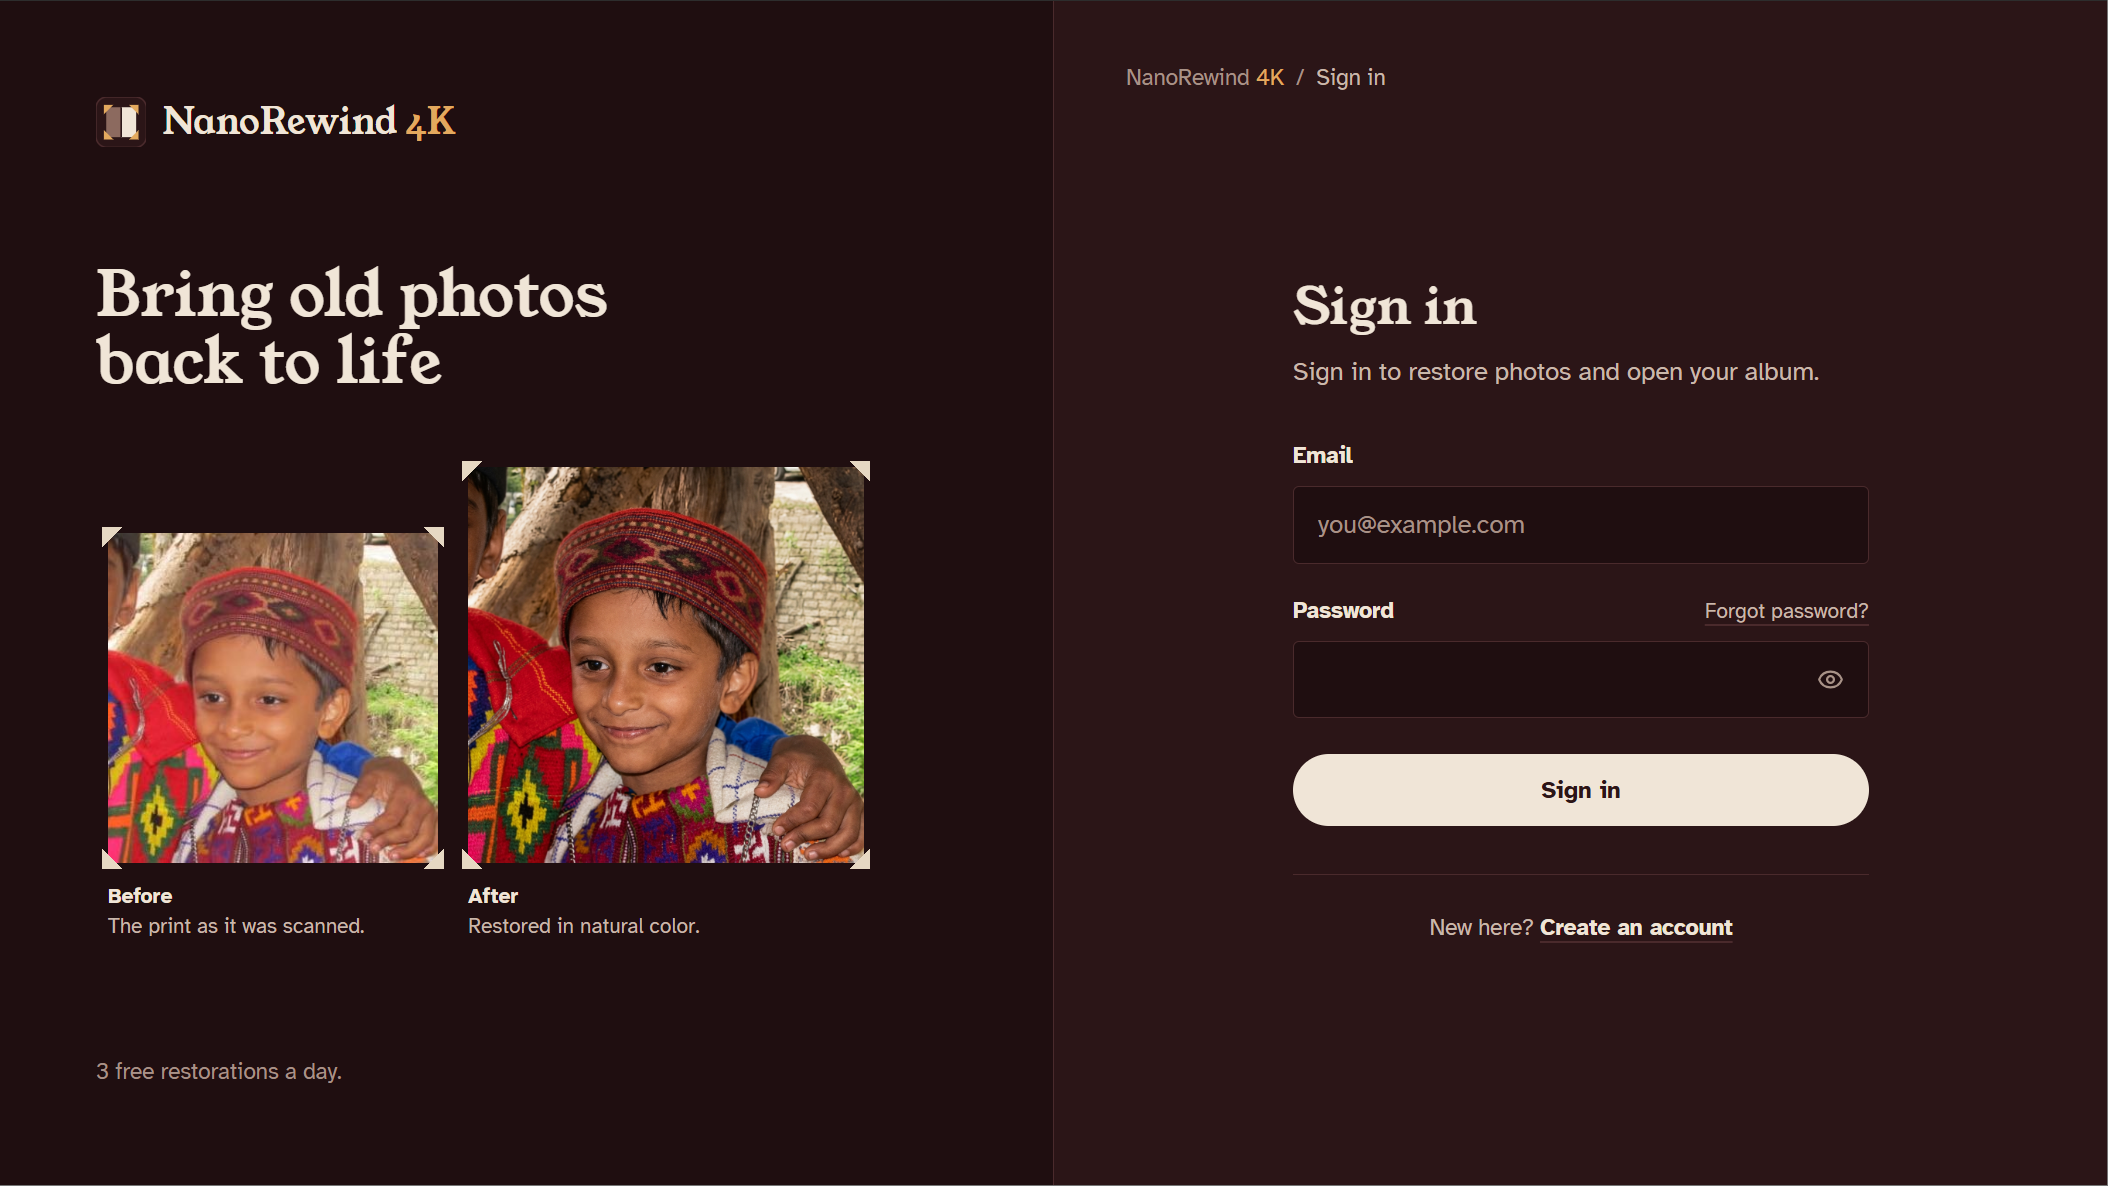 NanoRewind 4K
Bring old photos
back to life
Before
The print as it was scanned.
After
Restored in natural color.
3 free restorations a day.
NanoRewind 4K / Sign in
Sign in
Sign in to restore photos and open your album.
Email
you@example.com
Password Forgot password?
Sign in
New here? Create an account